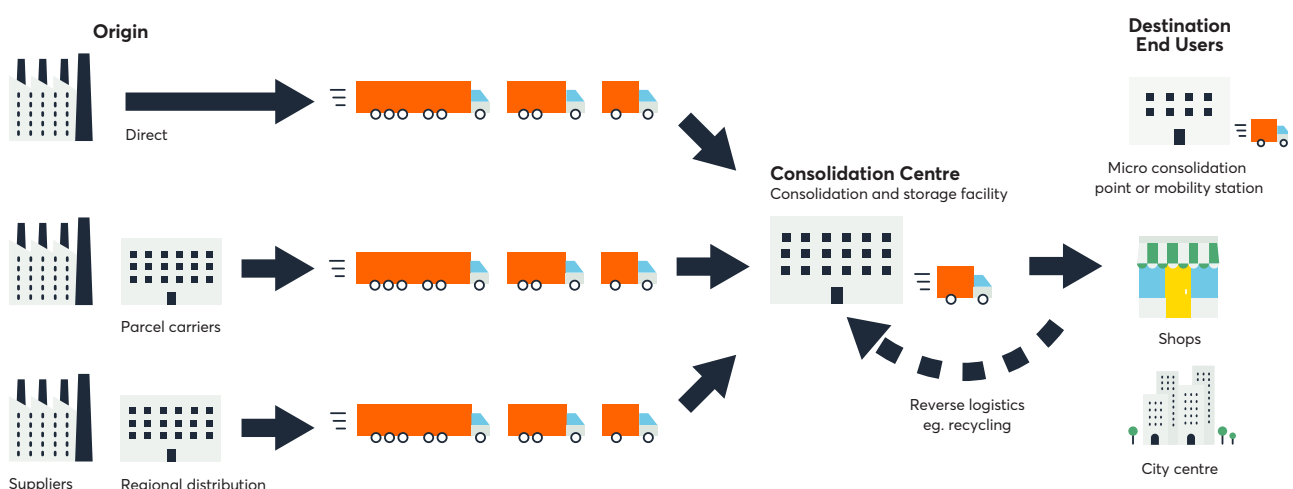 Origin
Direct
Parcel carriers
Suppliers
Regional distribution
Consolidation Centre
Consolidation and storage facility
Reverse logistics
eg. recycling
Destination
End Users
Micro consolidation
point or mobility station
Shops
City centre